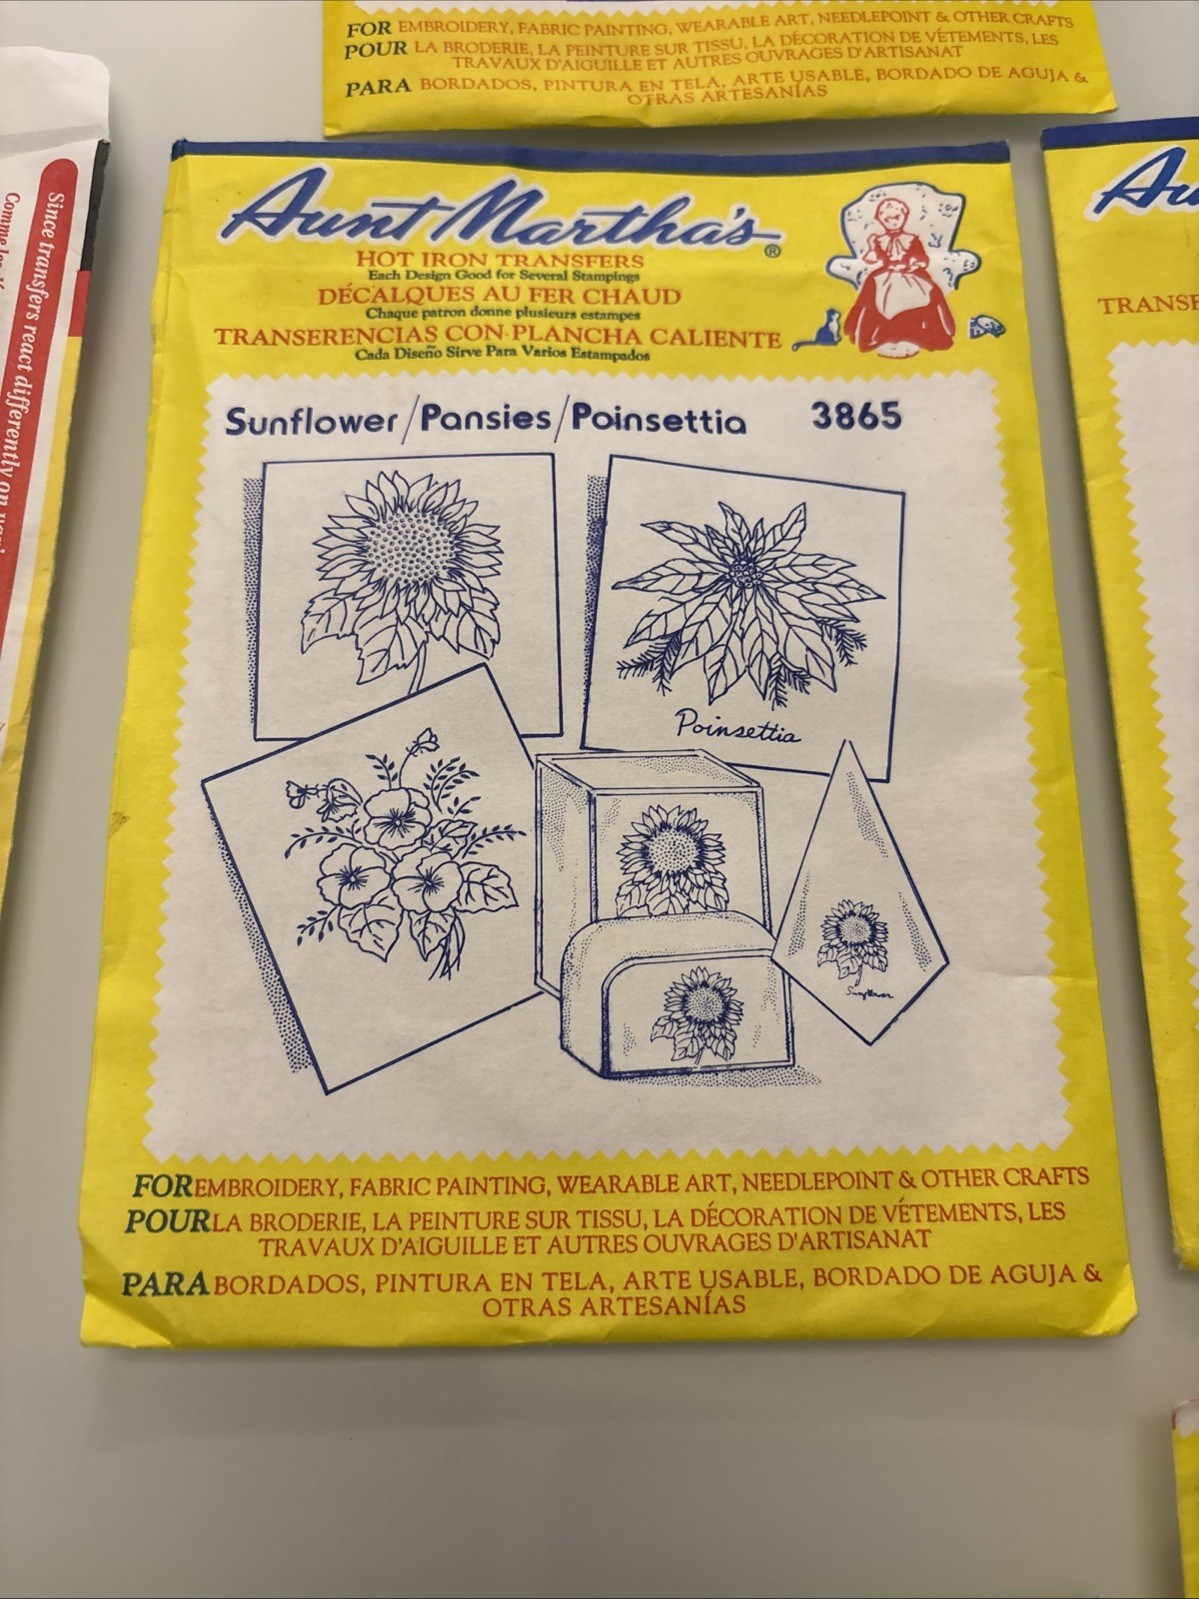 FOR EMBROIDERY, FABRIC PAINTING, WEARABLE ART, NEEDLEPOINT & OTHER CRAFTS
POUR LA BRODERIE, LA PEINTURE SUR TISSU, LA DÉCORATION DE VÉTEMENTS, LES
TRAVAUX D'AIGUILLE ET AUTRES OUVRAGES D'ARTISANAT
PARA BORDADOS, PINTURA EN TELA, ARTE USABLE, BORDADO DE AGUJA &
OTRAS ARTESANÍAS
Since transfers react differently on
Comme les
Aunt Martha's®
HOT IRON TRANSFERS
Each Design Good for Several Stampings
DÉCALQUES AU FER CHAUD
Chaque patron donne plusieurs estampes
TRANSERENCIAS CON PLANCHA CALIENTE
Cada Diseño Sirve Para Varios Estampados
Sunflower/Pansies/Poinsettia 3865
Poinsettia
Sunflower
FOR EMBROIDERY, FABRIC PAINTING, WEARABLE ART, NEEDLEPOINT & OTHER CRAFTS
POUR LA BRODERIE, LA PEINTURE SUR TISSU, LA DÉCORATION DE VÉTEMENTS, LES
TRAVAUX D'AIGUILLE ET AUTRES OUVRAGES D'ARTISANAT
PARA BORDADOS, PINTURA EN TELA, ARTE USABLE, BORDADO DE AGUJA &
OTRAS ARTESANÍAS
Au
TRANSE